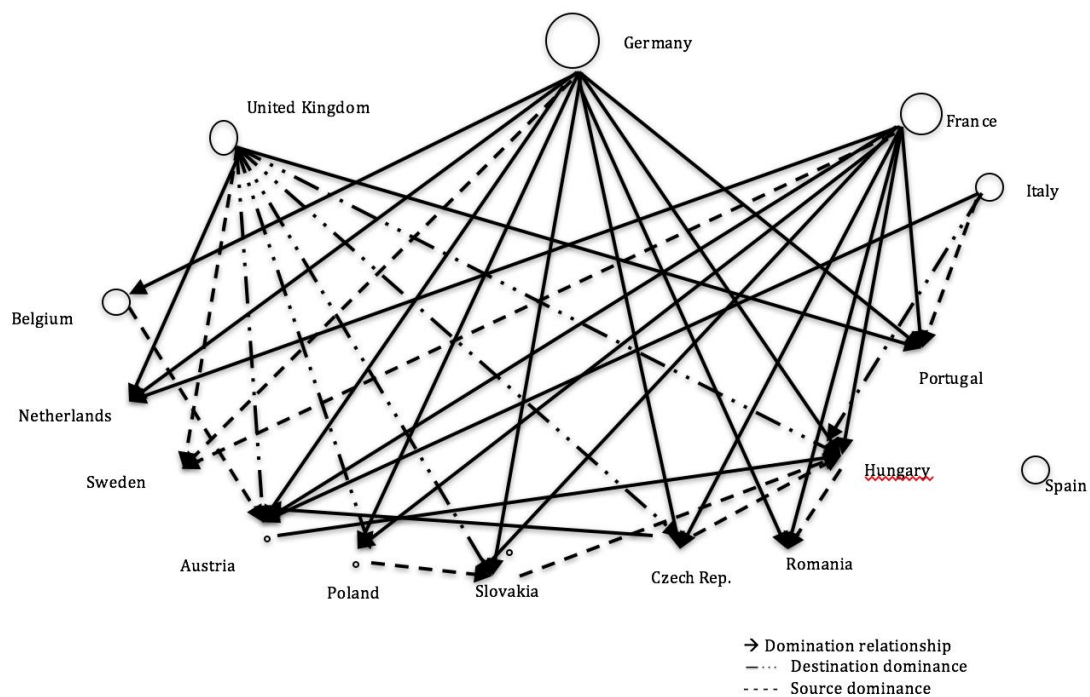 Germany
United Kingdom
France
Italy
Belgium
Portugal
Netherlands
Hungary
Sweden
Spain
Austria
Romania
Czech Rep.
Slovakia
Poland
Domination relationship
Destination dominance
Source dominance